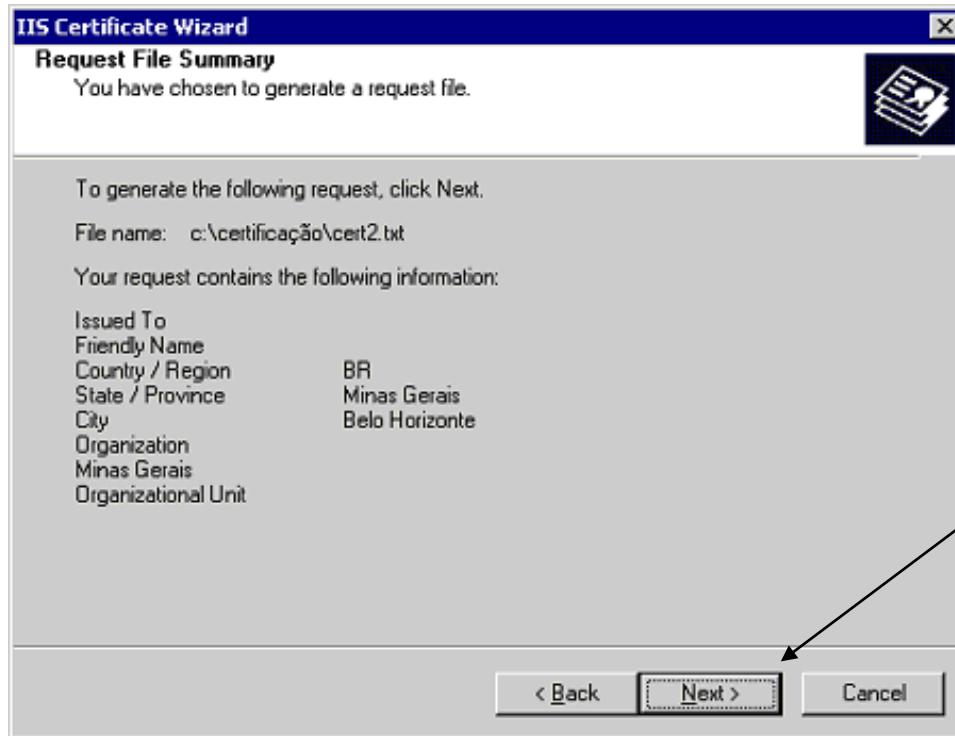 IIS Certificate Wizard
Request File Summary
You have chosen to generate a request file.
To generate the following request, click Next.
File name: c:\certificação\cert2.txt
Your request contains the following information:
Issued To
Friendly Name
Country / Region BR
State / Province Minas Gerais
City Belo Horizonte
Organization
Minas Gerais
Organizational Unit
< Back Next > Cancel